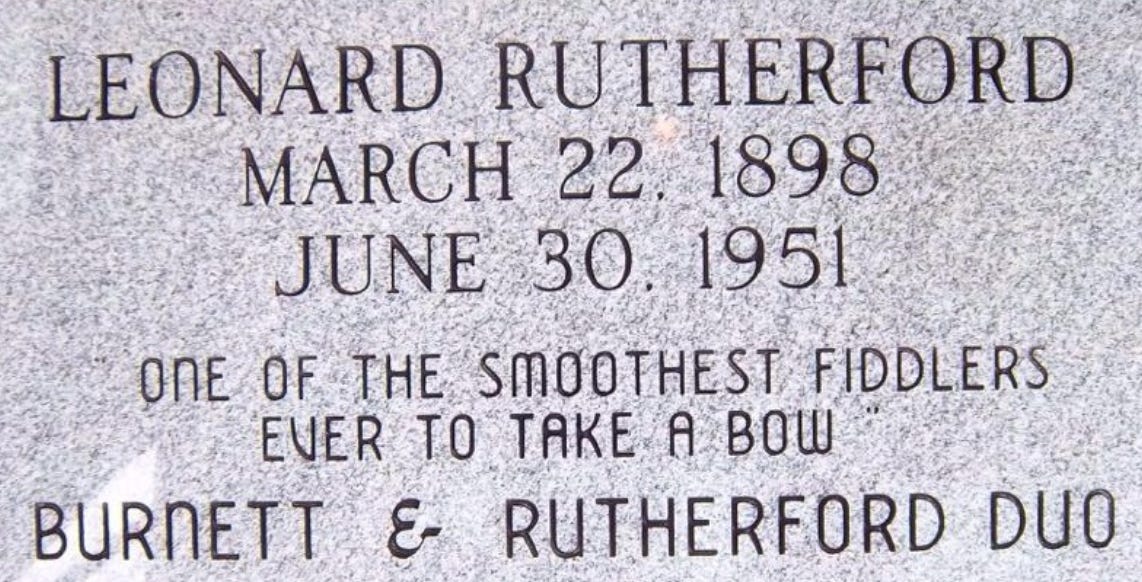 LEONARD RUTHERFORD
MARCH 22, 1898
JUNE 30, 1951
" ONE OF THE SMOOTHEST FIDDLERS
EVER TO TAKE A BOW "
BURNETT & RUTHERFORD DUO